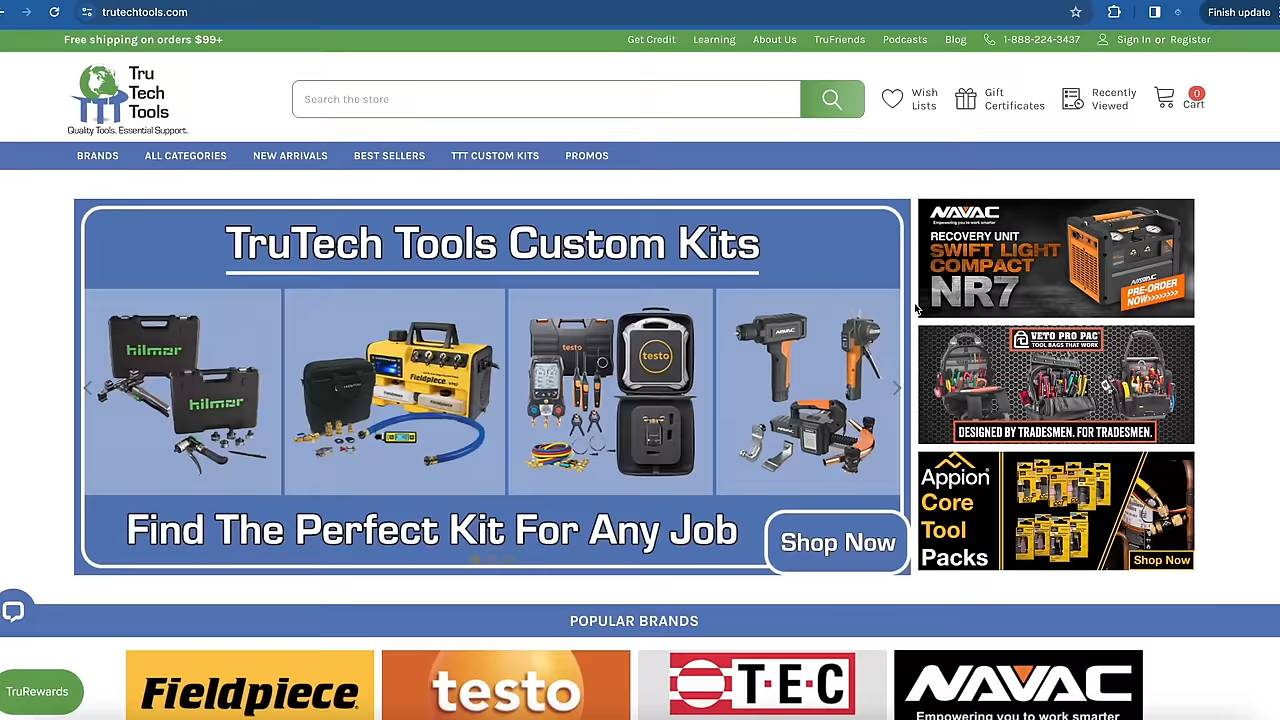 trutechtools.com
Finish update
Free shipping on orders $99+
Get Credit
Learning
About Us
TruFriends
Podcasts
Blog
1-888-224-3437
Sign In or Register
Tru
Tech
Tools
Quality Tools. Essential Support.
Search the store
Wish
Lists
Gift
Certificates
Recently
Viewed
0
Cart
BRANDS
ALL CATEGORIES
NEW ARRIVALS
BEST SELLERS
TTT CUSTOM KITS
PROMOS
TruTech Tools Custom Kits
hilmor
hilmor
Fieldpiece
testo
testo
NAVAC
Find The Perfect Kit For Any Job
Shop Now
NAVAC
Empowering you to work smarter
RECOVERY UNIT
SWIFT LIGHT
COMPACT
NR7
NAVAC
PRE-ORDER
NOW>>>>>>>>
VETO PRO PAC
TOOL BAGS THAT WORK
DESIGNED BY TRADESMEN. FOR TRADESMEN.
Appion
Core
Tool
Packs
Shop Now
POPULAR BRANDS
TruRewards
Fieldpiece
testo
T·E·C
NAVAC
Empowering you to work smarter